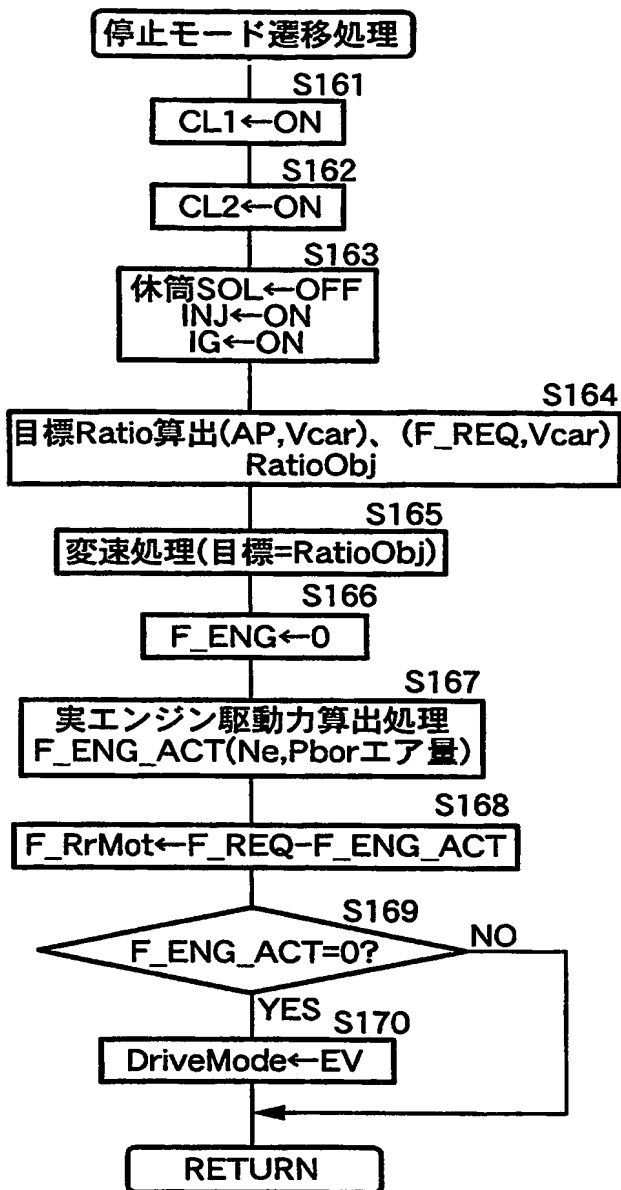 停止モード遷移処理
S161
CL1←ON
S162
CL2←ON
S163
休筒SOL←OFF
INJ←ON
IG←ON
S164
目標Ratio算出(AP,Vcar)、(F_REQ,Vcar)
RatioObj
S165
変速処理(目標=RatioObj)
S166
F_ENG←0
S167
実エンジン駆動力算出処理
F_ENG_ACT(Ne,Pborエア量)
S168
F_RrMot←F_REQ-F_ENG_ACT
S169
F_ENG_ACT=0?
NO
YES
S170
DriveMode←EV
RETURN